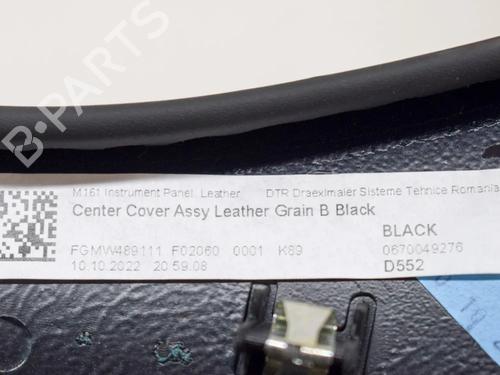 B-PARTS
M161 Instrument Panel, Leather DTR Draexlmaier Sisteme Tehnice Romania
Center Cover Assy Leather Grain B Black
BLACK
FGMW489111 F02060 0001 K89 0670049276
10.10.2022 20:59:08 D552